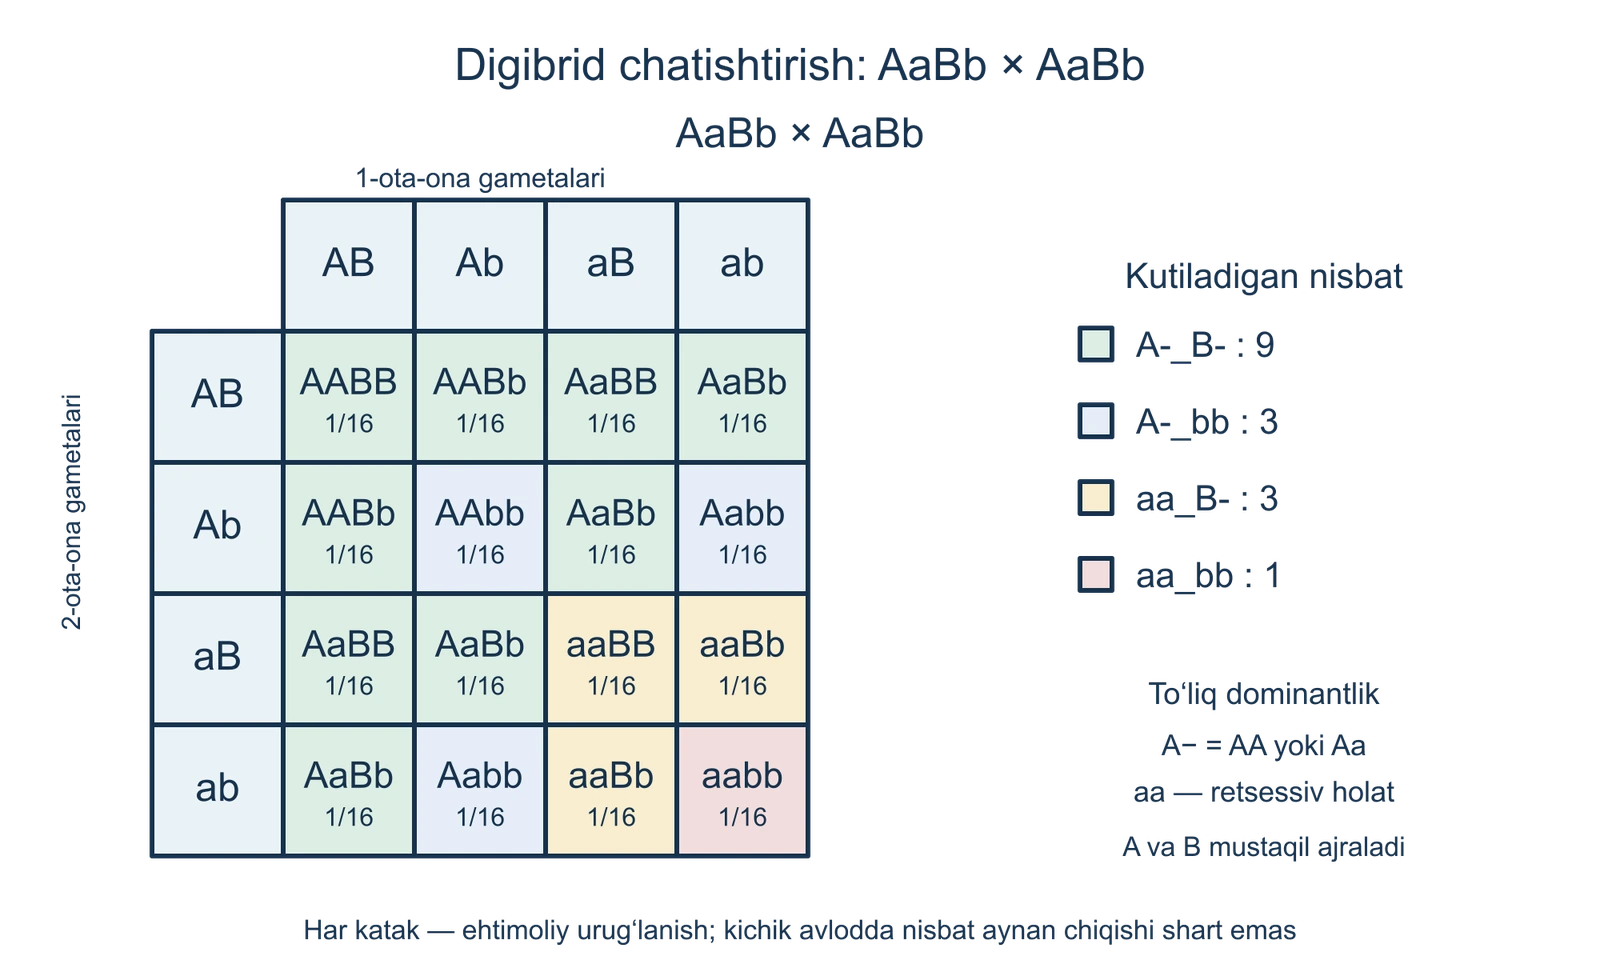 Digibrid chatishtirish: AaBb × AaBb
AaBb × AaBb
1-ota-ona gametalari
AB Ab aB ab
2-ota-ona gametalari
AB AABB AABb AaBB AaBb
1/16 1/16 1/16 1/16
Ab AABb AAbb AaBb Aabb
1/16 1/16 1/16 1/16
aB AaBB AaBb aaBB aaBb
1/16 1/16 1/16 1/16
ab AaBb Aabb aaBb aabb
1/16 1/16 1/16 1/16
Kutiladigan nisbat
A-_B- : 9
A-_bb : 3
aa_B- : 3
aa_bb : 1
To‘liq dominantlik
A− = AA yoki Aa
aa — retsessiv holat
A va B mustaqil ajraladi
Har katak — ehtimoliy urug‘lanish; kichik avlodda nisbat aynan chiqishi shart emas